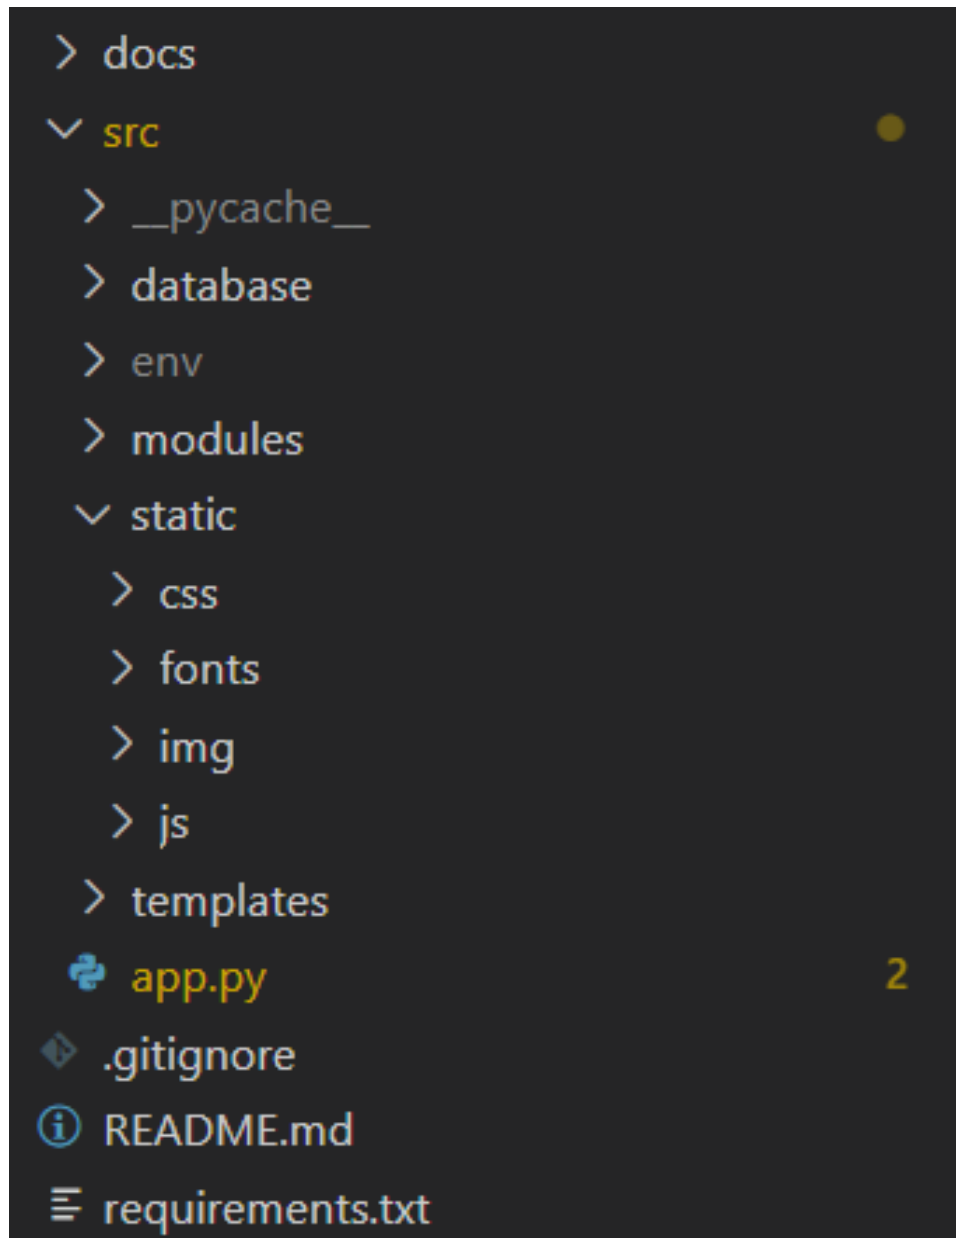 docs
src
__pycache__
database
env
modules
static
css
fonts
img
js
templates
app.py 2
.gitignore
README.md
requirements.txt